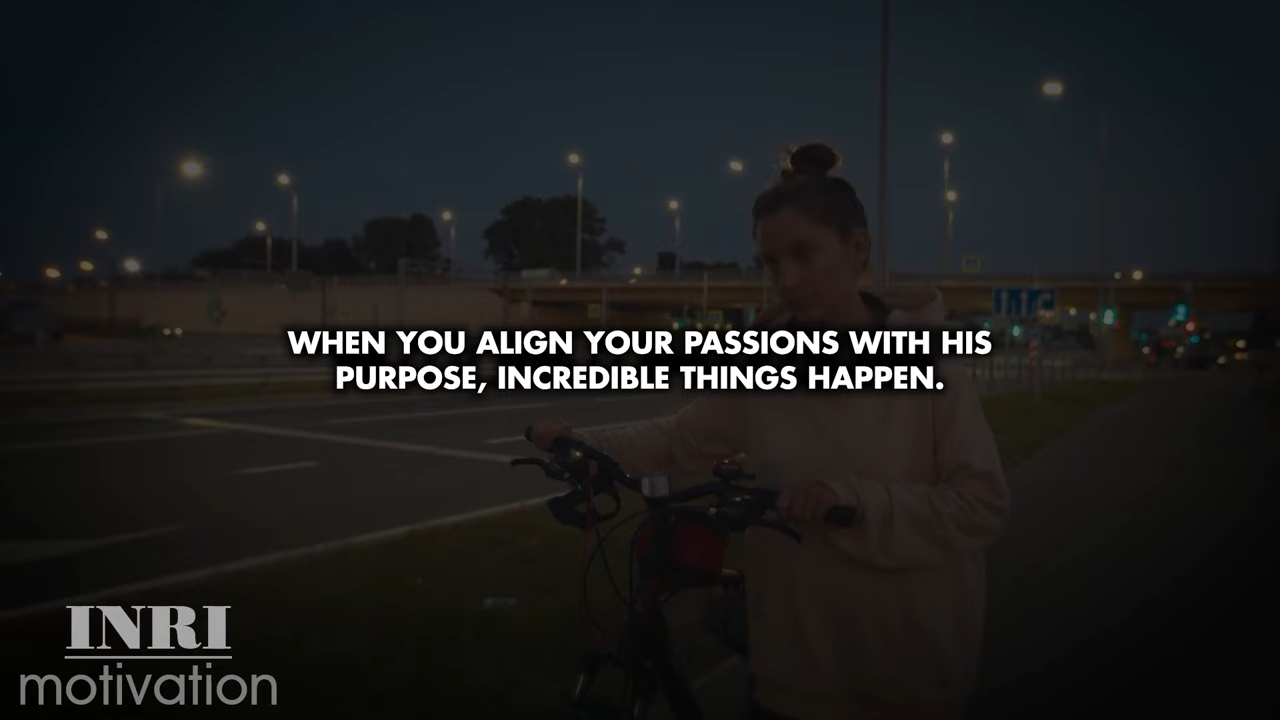 WHEN YOU ALIGN YOUR PASSIONS WITH HIS
PURPOSE, INCREDIBLE THINGS HAPPEN.
INRI
motivation